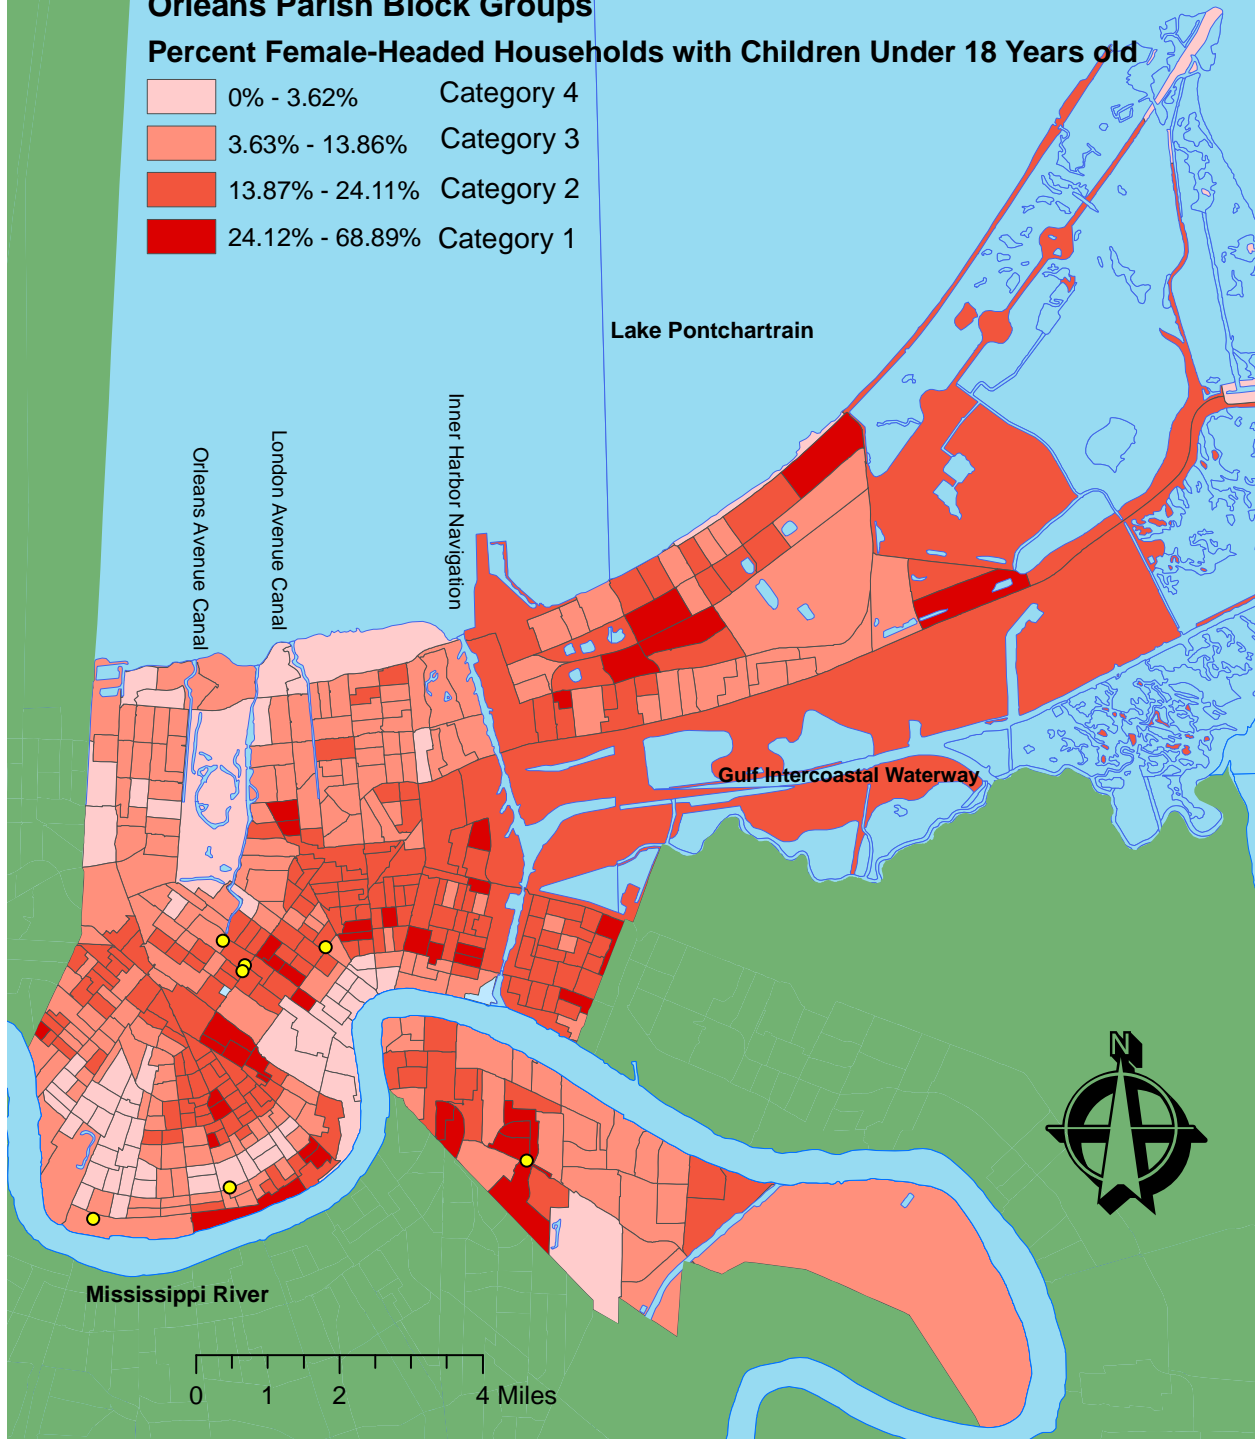 Orleans Parish Block Groups
Percent Female-Headed Households with Children Under 18 Years old
0% - 3.62% Category 4
3.63% - 13.86% Category 3
13.87% - 24.11% Category 2
24.12% - 68.89% Category 1
Lake Pontchartrain
Orleans Avenue Canal
London Avenue Canal
Inner Harbor Navigation
Gulf Intercoastal Waterway
N
Mississippi River
0 1 2 4 Miles